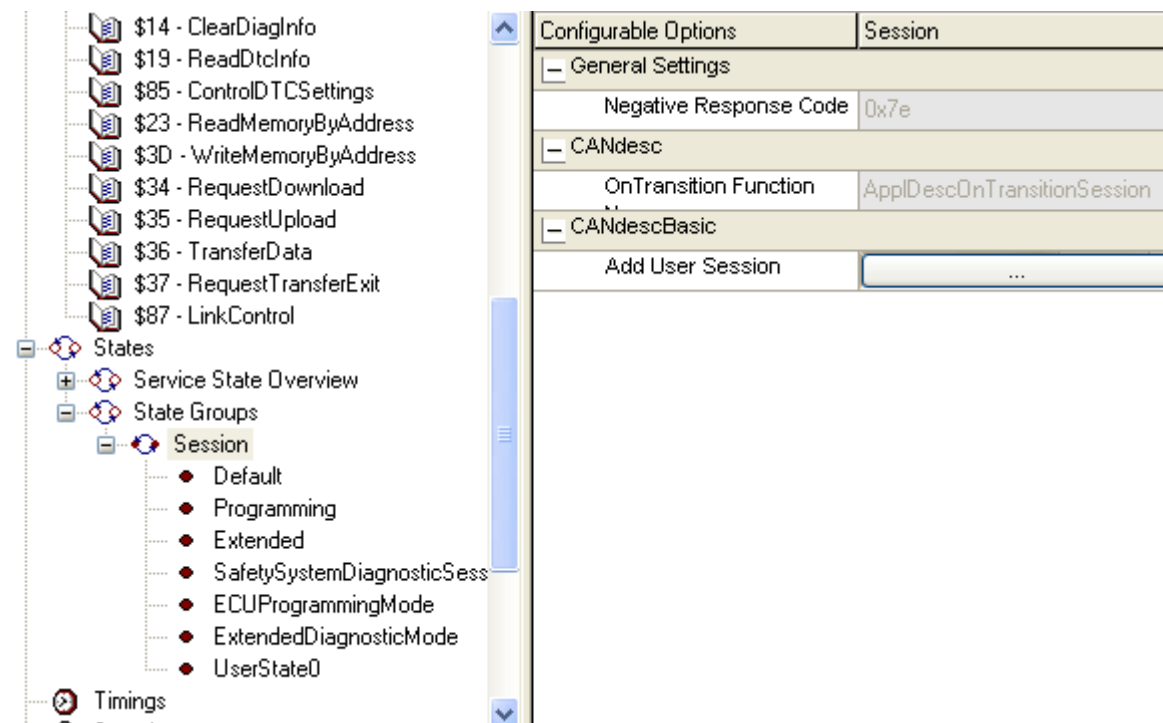 $14 - ClearDiagInfo
$19 - ReadDtcInfo
$85 - ControlDTCSettings
$23 - ReadMemoryByAddress
$3D - WriteMemoryByAddress
$34 - RequestDownload
$35 - RequestUpload
$36 - TransferData
$37 - RequestTransferExit
$87 - LinkControl
States
Service State Overview
State Groups
Session
Default
Programming
Extended
SafetySystemDiagnosticSess
ECUProgrammingMode
ExtendedDiagnosticMode
UserState0
Timings
Configurable Options Session
General Settings
Negative Response Code 0x7e
CANdesc
OnTransition Function ApplDescOnTransitionSession
CANdescBasic
Add User Session ...